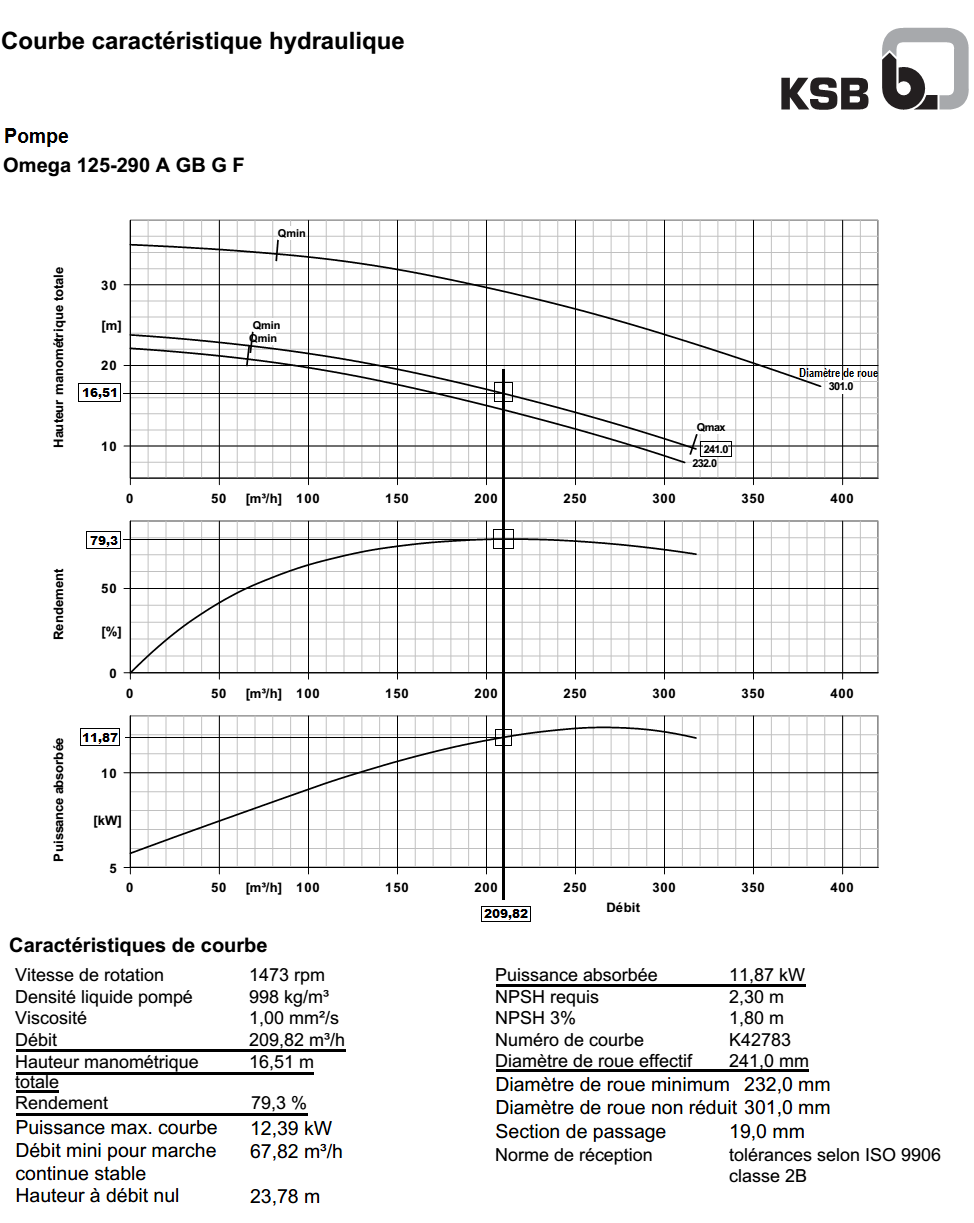 Courbe caractéristique hydraulique
KSB b
Pompe
Omega 125-290 A GB G F
Hauteur manométrique totale
[m]
30
20
16,51
10
Qmin
Qmin
Qmin
Diamètre de roue
301.0
Qmax
241.0
232.0
0 50 [m³/h] 100 150 200 250 300 350 400
Rendement
[%]
79,3
50
0
0 50 [m³/h] 100 150 200 250 300 350 400
Puissance absorbée
[kW]
11,87
10
5
0 50 [m³/h] 100 150 200 250 300 350 400
209,82
Débit
Caractéristiques de courbe
Vitesse de rotation 1473 rpm
Densité liquide pompé 998 kg/m³
Viscosité 1,00 mm²/s
Débit 209,82 m³/h
Hauteur manométrique 16,51 m
totale
Rendement 79,3 %
Puissance max. courbe 12,39 kW
Débit mini pour marche 67,82 m³/h
continue stable
Hauteur à débit nul 23,78 m
Puissance absorbée 11,87 kW
NPSH requis 2,30 m
NPSH 3% 1,80 m
Numéro de courbe K42783
Diamètre de roue effectif 241,0 mm
Diamètre de roue minimum 232,0 mm
Diamètre de roue non réduit 301,0 mm
Section de passage 19,0 mm
Norme de réception tolérances selon ISO 9906
classe 2B